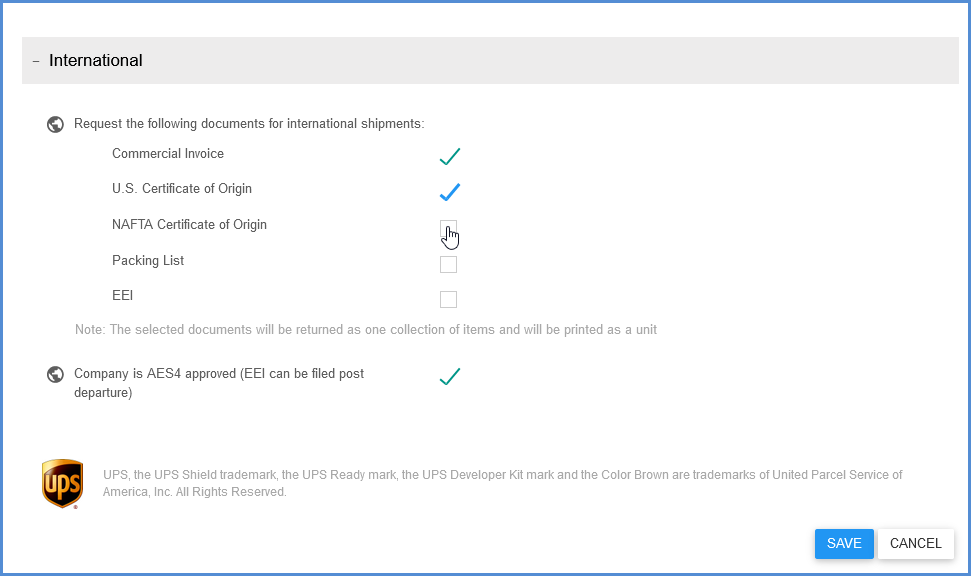 – International
Request the following documents for international shipments:
Commercial Invoice
U.S. Certificate of Origin
NAFTA Certificate of Origin
Packing List
EEI
Note: The selected documents will be returned as one collection of items and will be printed as a unit
Company is AES4 approved (EEI can be filed post
departure)
ups
®
UPS, the UPS Shield trademark, the UPS Ready mark, the UPS Developer Kit mark and the Color Brown are trademarks of United Parcel Service of
America, Inc. All Rights Reserved.
SAVE CANCEL